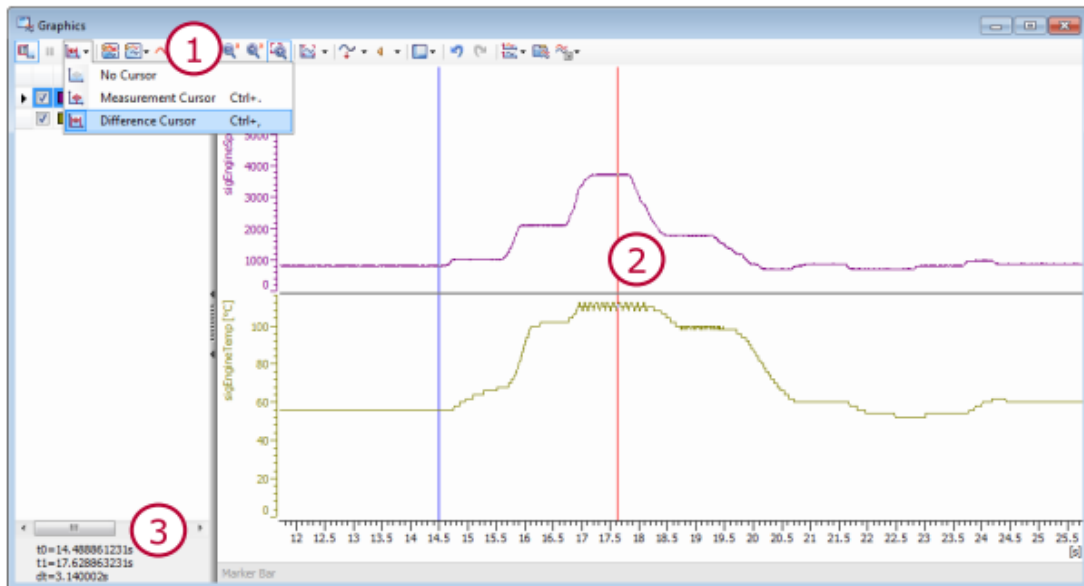 Graphics
1
No Cursor
Measurement Cursor Ctrl+.
Difference Cursor Ctrl+,
5000
4000
3000
2000
1000
0
2
sigEngineTemp [°C]
100
80
60
40
20
0
3
12 12.5 13 13.5 14 14.5 15 15.5 16 16.5 17 17.5 18 18.5 19 19.5 20 20.5 21 21.5 22 22.5 23 23.5 24 24.5 25 25.5
[s]
t0=14.488861231s
t1=17.628863231s
dt=3.140002s
Marker Bar